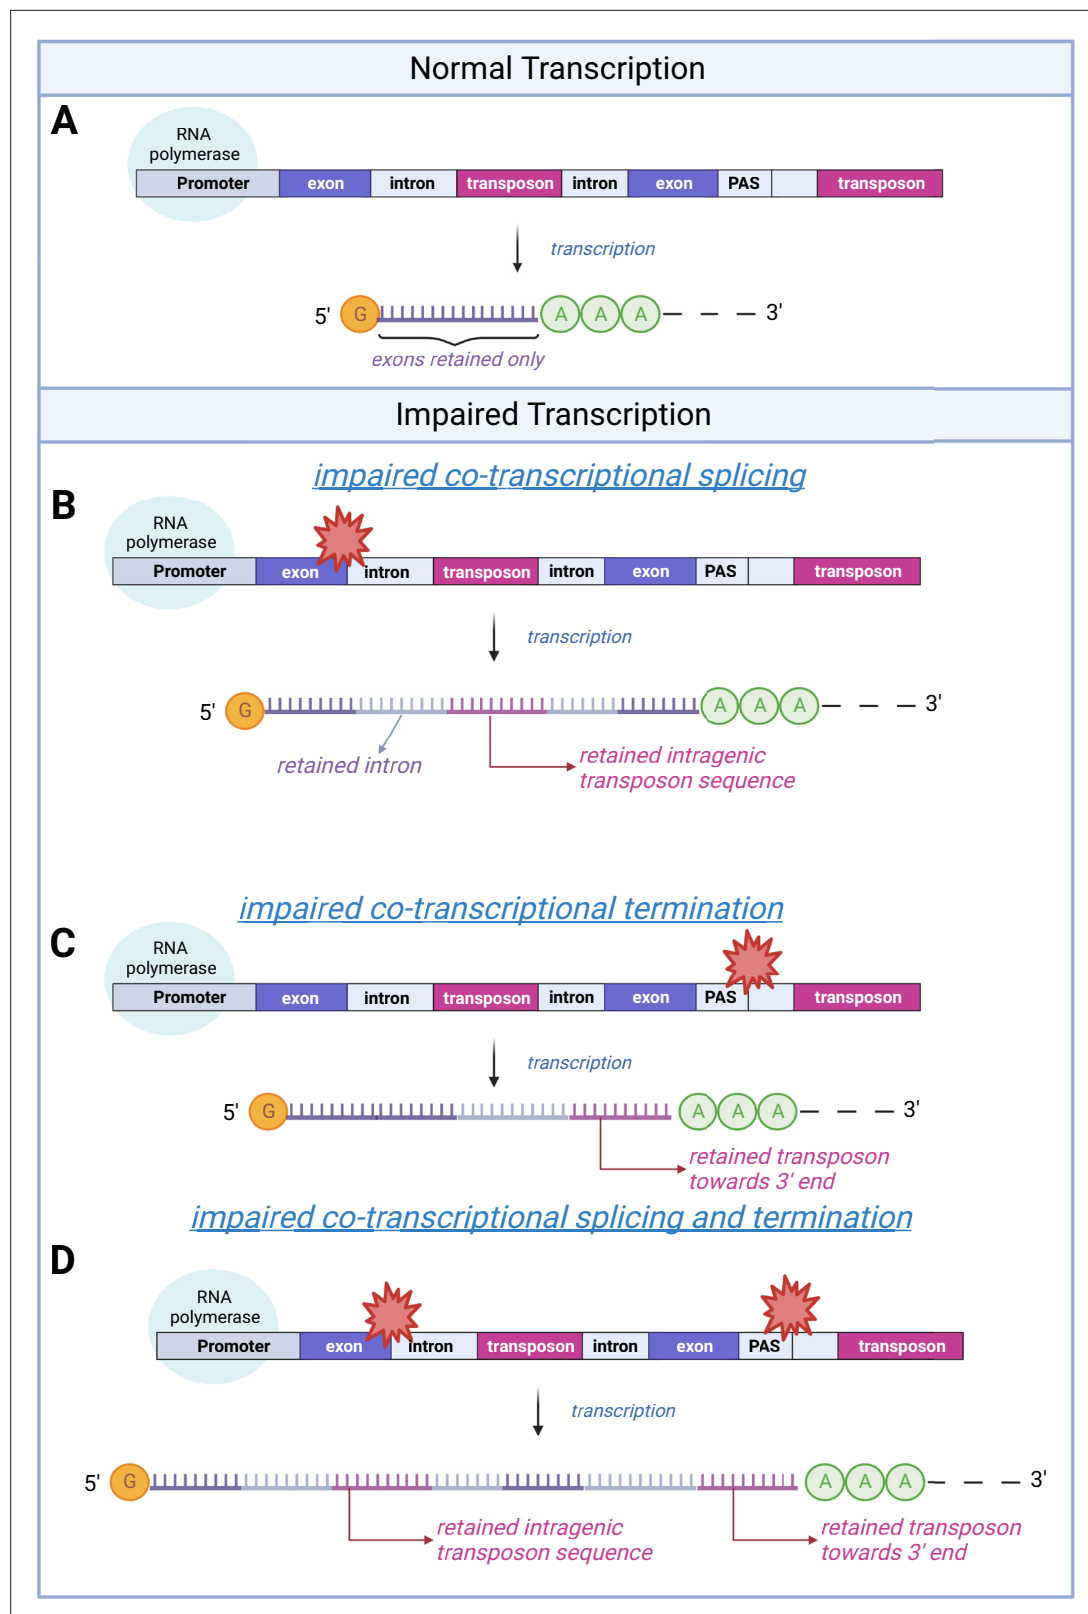 Normal Transcription
A
RNA
polymerase
Promoter exon intron transposon intron exon PAS transposon
transcription
5' G A A A 3'
exons retained only
Impaired Transcription
impaired co-transcriptional splicing
B
RNA
polymerase
Promoter exon intron transposon intron exon PAS transposon
transcription
5' G A A A 3'
retained intron
retained intragenic
transposon sequence
impaired co-transcriptional termination
C
RNA
polymerase
Promoter exon intron transposon intron exon PAS transposon
transcription
5' G A A A 3'
retained transposon
towards 3' end
impaired co-transcriptional splicing and termination
D
RNA
polymerase
Promoter exon intron transposon intron exon PAS transposon
transcription
5' G A A A 3'
retained intragenic
transposon sequence
retained transposon
towards 3' end